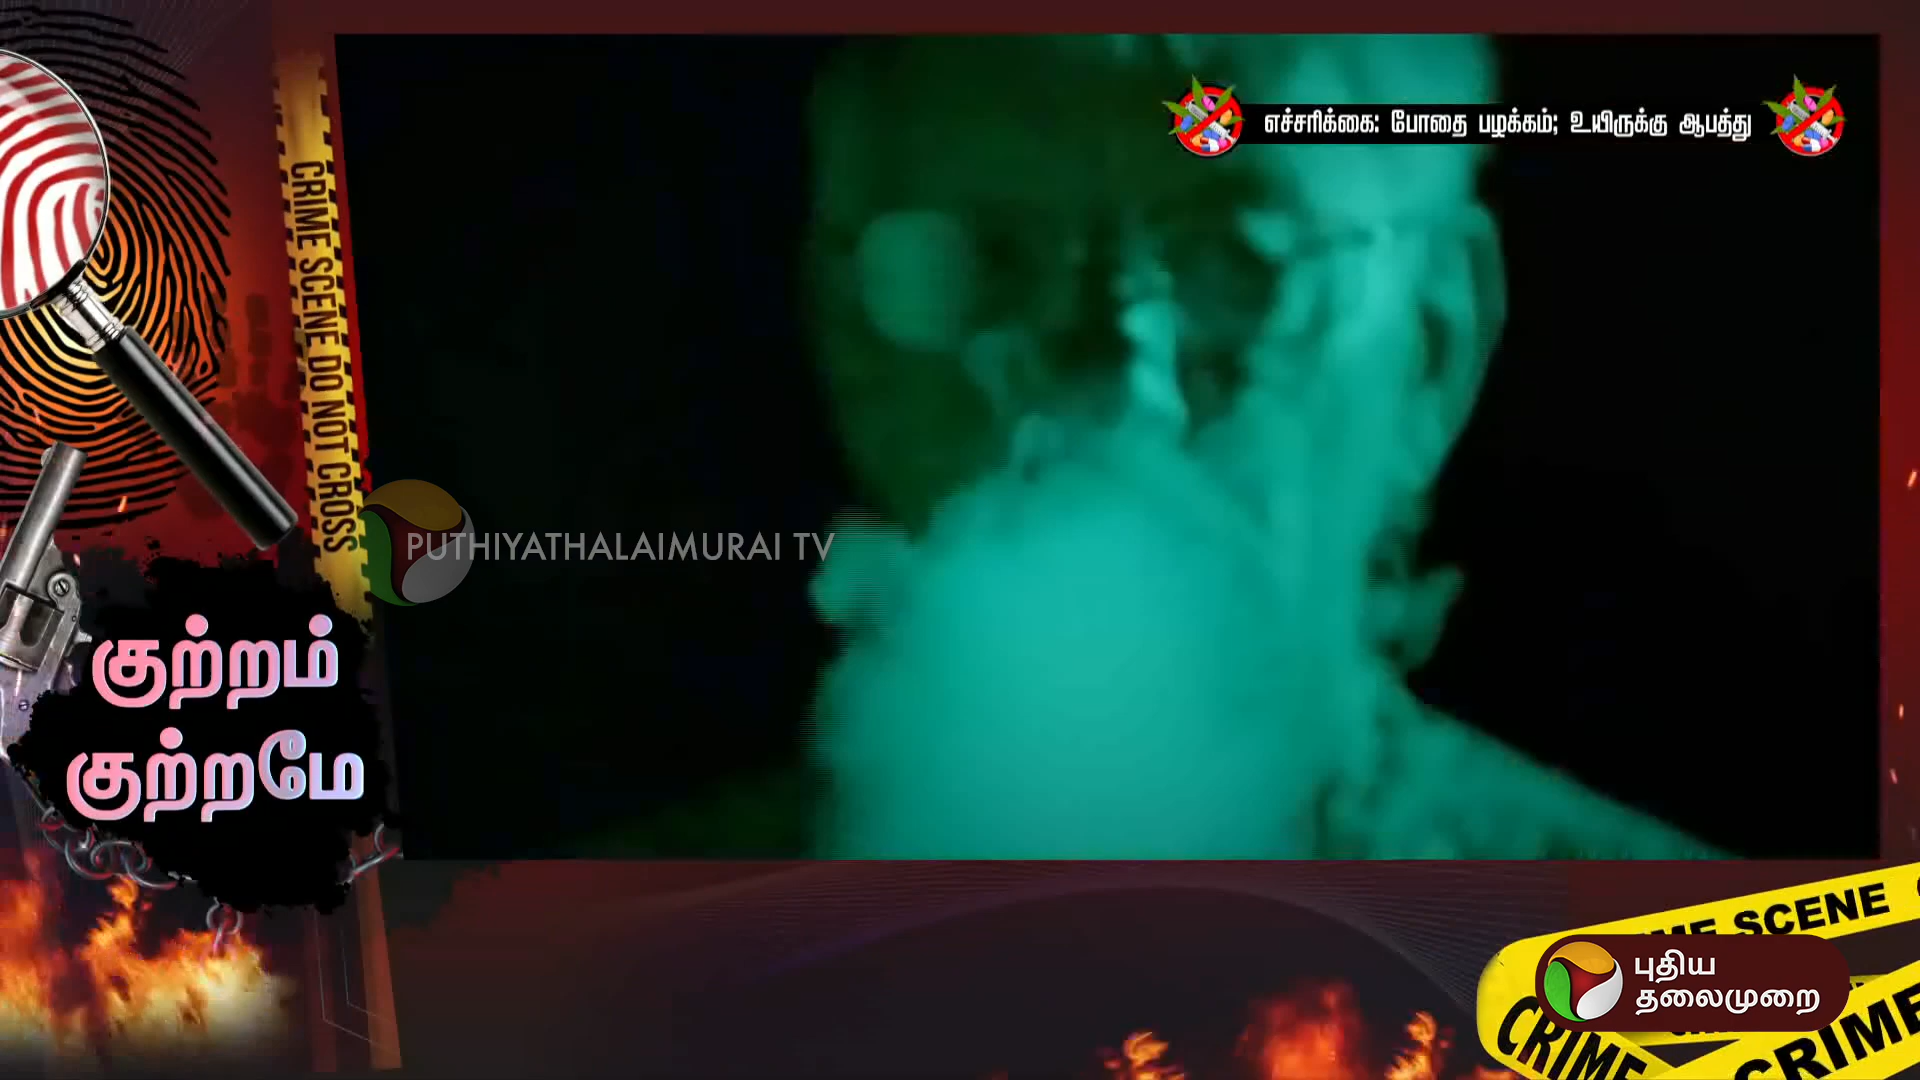 எச்சரிக்கை: போதை பழக்கம்; உயிருக்கு ஆபத்து
CRIME SCENE DO NOT CROSS
PUTHIYATHALAIMURAI TV
குற்றம்
குற்றமே
SCENE
புதிய
தலைமுறை
CRIME
CRIME